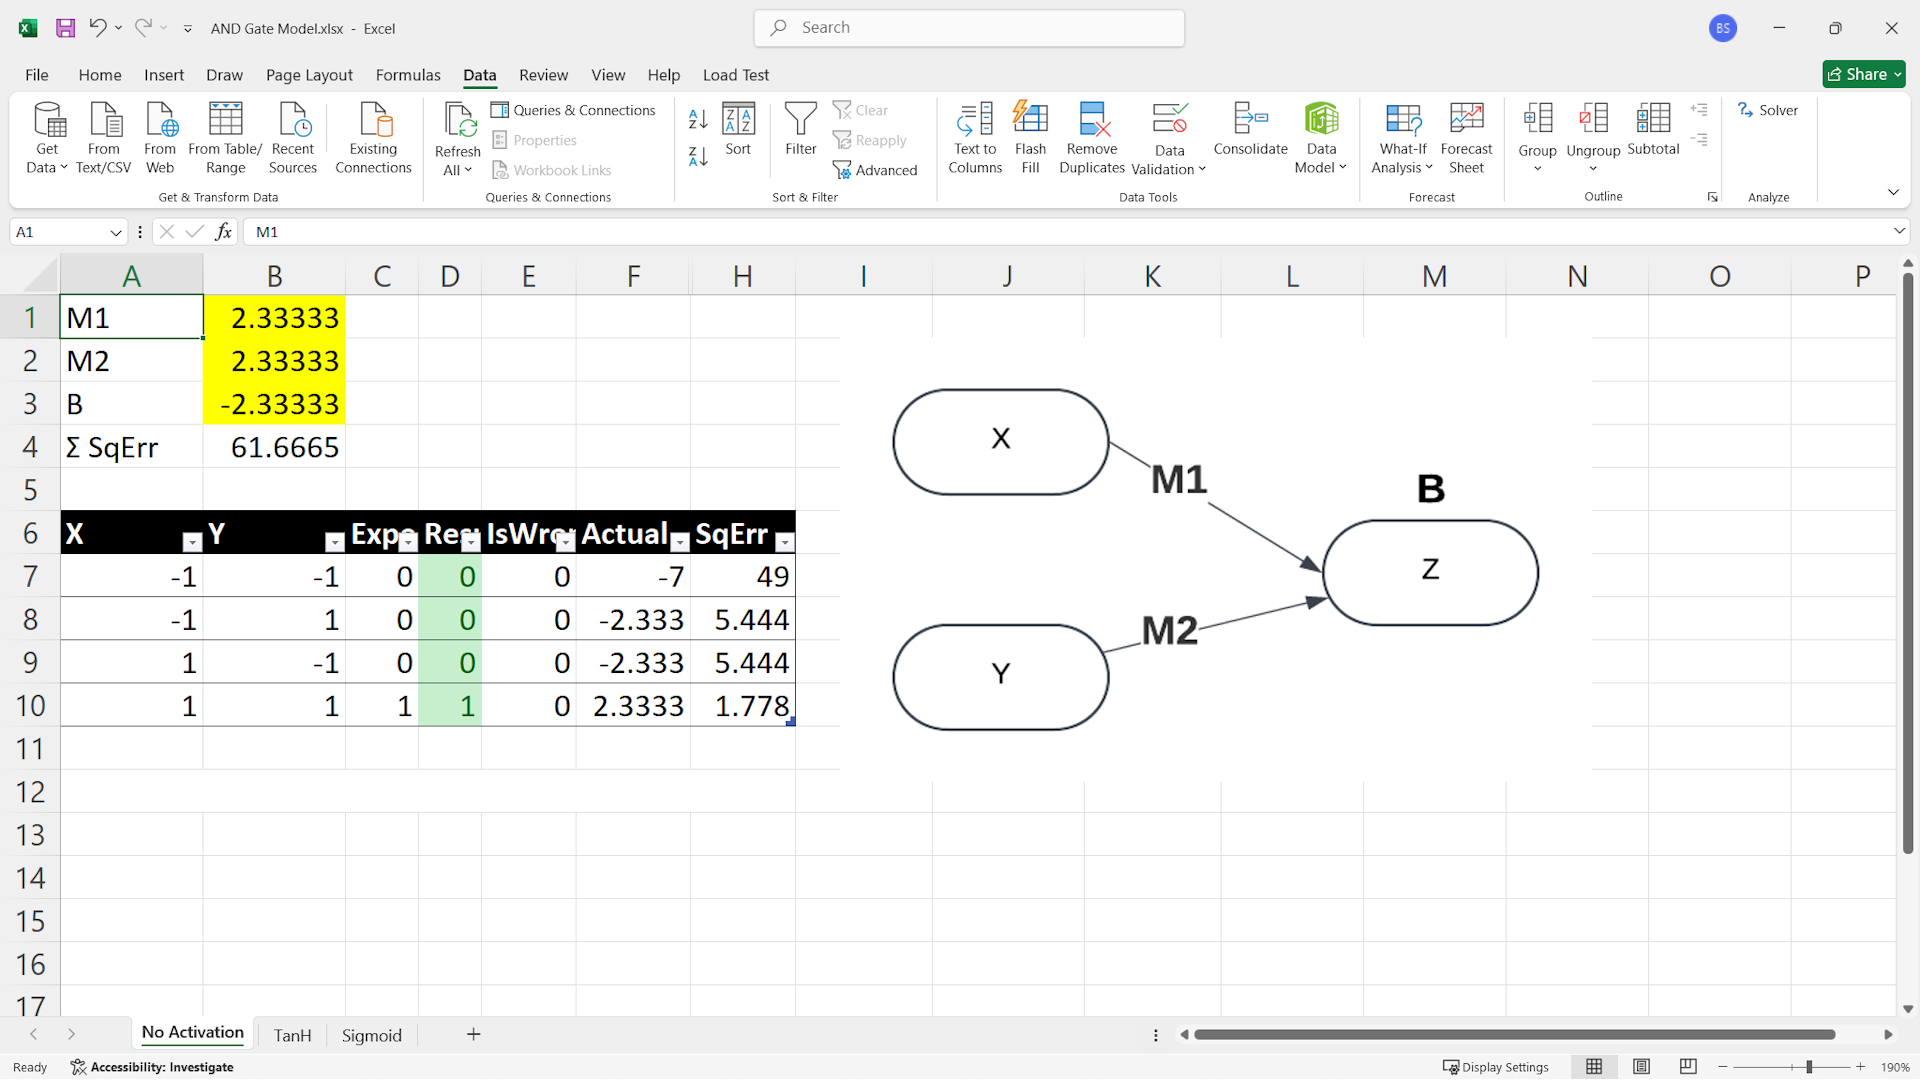 AND Gate Model.xlsx - Excel
Search
BS
File Home Insert Draw Page Layout Formulas Data Review View Help Load Test
Share
Get Data
From Text/CSV
From Web
From Table/ Range
Recent Sources
Existing Connections
Get & Transform Data
Refresh All
Queries & Connections
Properties
Workbook Links
Queries & Connections
Sort
Filter
Clear
Reapply
Advanced
Sort & Filter
Text to Columns
Flash Fill
Remove Duplicates
Data Validation
Consolidate
Data Model
Data Tools
What-If Analysis
Forecast Sheet
Forecast
Group
Ungroup
Subtotal
Outline
Solver
Analyze
A1 fx M1
A B C D E F H I J K L M N O P
1 M1 2.33333
2 M2 2.33333
3 B -2.33333
4 Σ SqErr 61.6665
5
6 X Y Expe Resu IsWron Actual SqErr
7 -1 -1 0 0 0 -7 49
8 -1 1 0 0 0 -2.333 5.444
9 1 -1 0 0 0 -2.333 5.444
10 1 1 1 1 0 2.3333 1.778
11
12
13
14
15
16
17
X
M1
B
Z
M2
Y
No Activation TanH Sigmoid
Ready Accessibility: Investigate Display Settings 190%